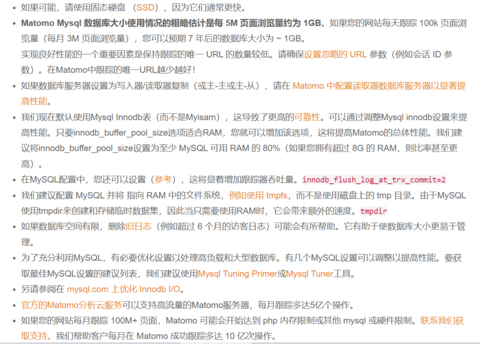 如果可能，请使用固态硬盘 （SSD），因为它们通常更快。
Matomo Mysql 数据库大小使用情况的粗略估计是每 5M 页面浏览量约为 1GB。如果您的网站每天跟踪 100k 页面浏
览量（每月 3M 页面浏览量），您可以预期 7 年后的数据库大小为 ~ 1GB。
实现良好性能的一个重要因素是保持跟踪的唯一 URL 的数量较低。请确保设置忽略的 URL 参数（例如会话 ID 参
数）。在Matomo中跟踪的唯一URL越少越好！
如果数据库服务器设置为写入器/读取器复制（或主-主或主-从），请在 Matomo 中配置读取器数据库服务器以显著提
高性能。
我们现在默认使用Mysql Innodb表（而不是Myisam），这导致了更高的可靠性。可以通过调整Mysql innodb设置来提
高性能。只要innodb_buffer_pool_size选项适合RAM，您就可以增加该选项，这将提高Matomo的总体性能。我们建
议将innodb_buffer_pool_size设置为至少 MySQL 可用 RAM 的 80%（如果您拥有超过 8G 的 RAM，则比率甚至更
高）。
在MySQL配置中，您还可以设置（参考），这将显着增加跟踪器吞吐量。innodb_flush_log_at_trx_commit=2
我们建议配置 MySQL 并将 指向 RAM 中的文件系统，例如使用 tmpfs，而不是使用磁盘上的 tmp 目录。由于MySQL
使用tmpdir来创建和存储临时数据集，因此当只需要使用RAM时，它会带来额外的速度。tmpdir
如果数据库空间有限，删除旧日志（例如超过 6 个月的访客日志）可能会有所帮助。它有助于使数据库大小更易于管
理。
为了充分利用MySQL，有必要优化设置以处理高负载和大型数据库。有几个MySQL设置可以调整以提高性能。要获
取最佳MySQL设置的建议列表，我们建议使用Mysql Tuning Primer或Mysql Tuner工具。
另请参阅在 mysql.com 上优化 Innodb I/O。
官方的Matomo分析云服务可以支持高流量的Matomo服务器，每月跟踪多达5亿个操作。
如果您的网站每月跟踪 100M+ 页面，Matomo 可能会开始达到 php 内存限制或其他 mysql 或硬件限制。联系我们获
取支持。我们帮助客户每月在 Matomo 成功跟踪多达 10 亿次操作。